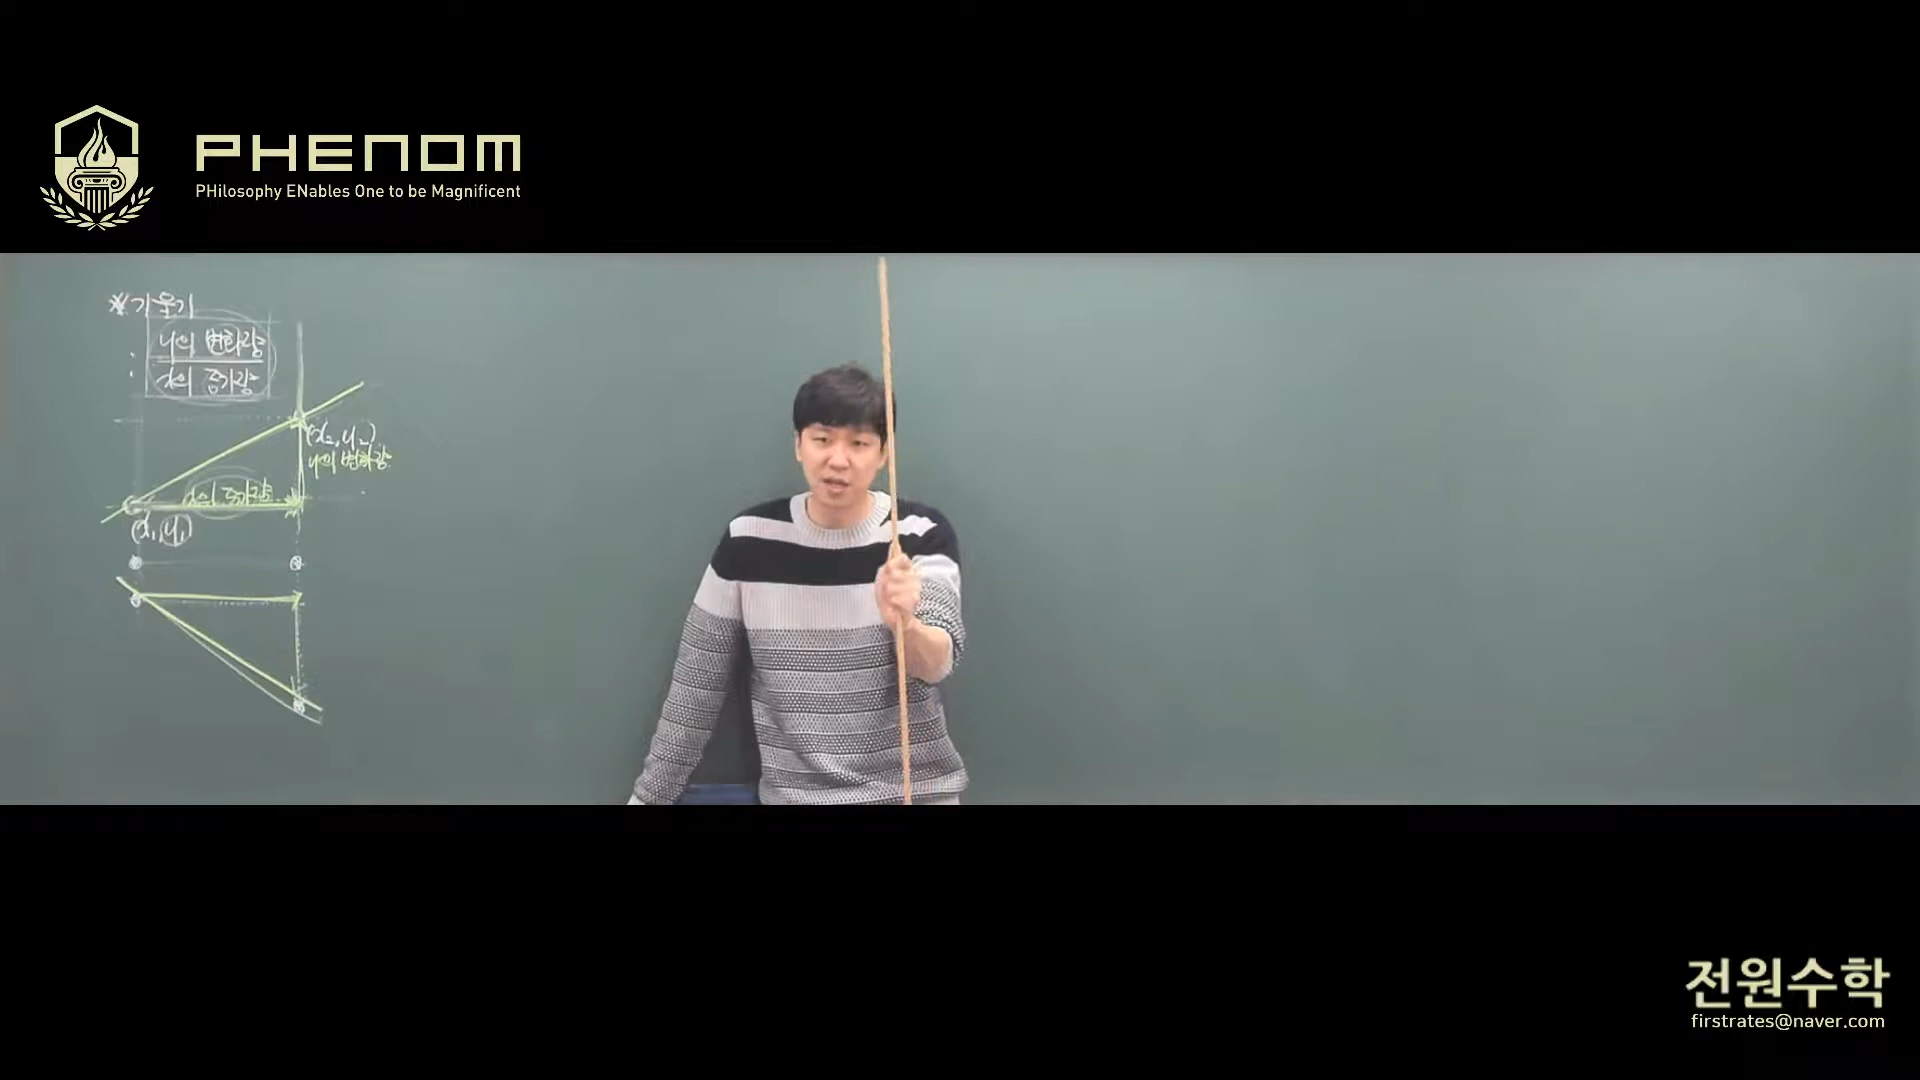 PHENOM
PHilosophy ENables One to be Magnificent
※기울기
: y의 변화량
x의 증가량
(x₂, y₂)
y의 변화량
x의 증가량
(x₁, y₁)
전원수학
firstrates@naver.com